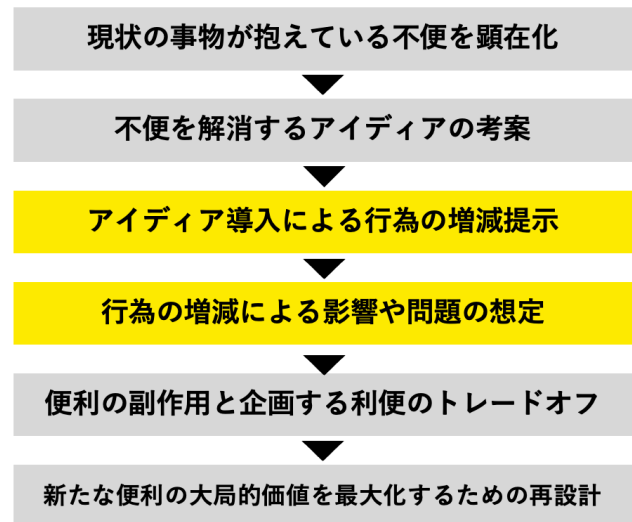 現状の事物が抱えている不便を顕在化
不便を解消するアイディアの考案
アイディア導入による行為の増減提示
行為の増減による影響や問題の想定
便利の副作用と企画する利便のトレードオフ
新たな便利の大局的価値を最大化するための再設計